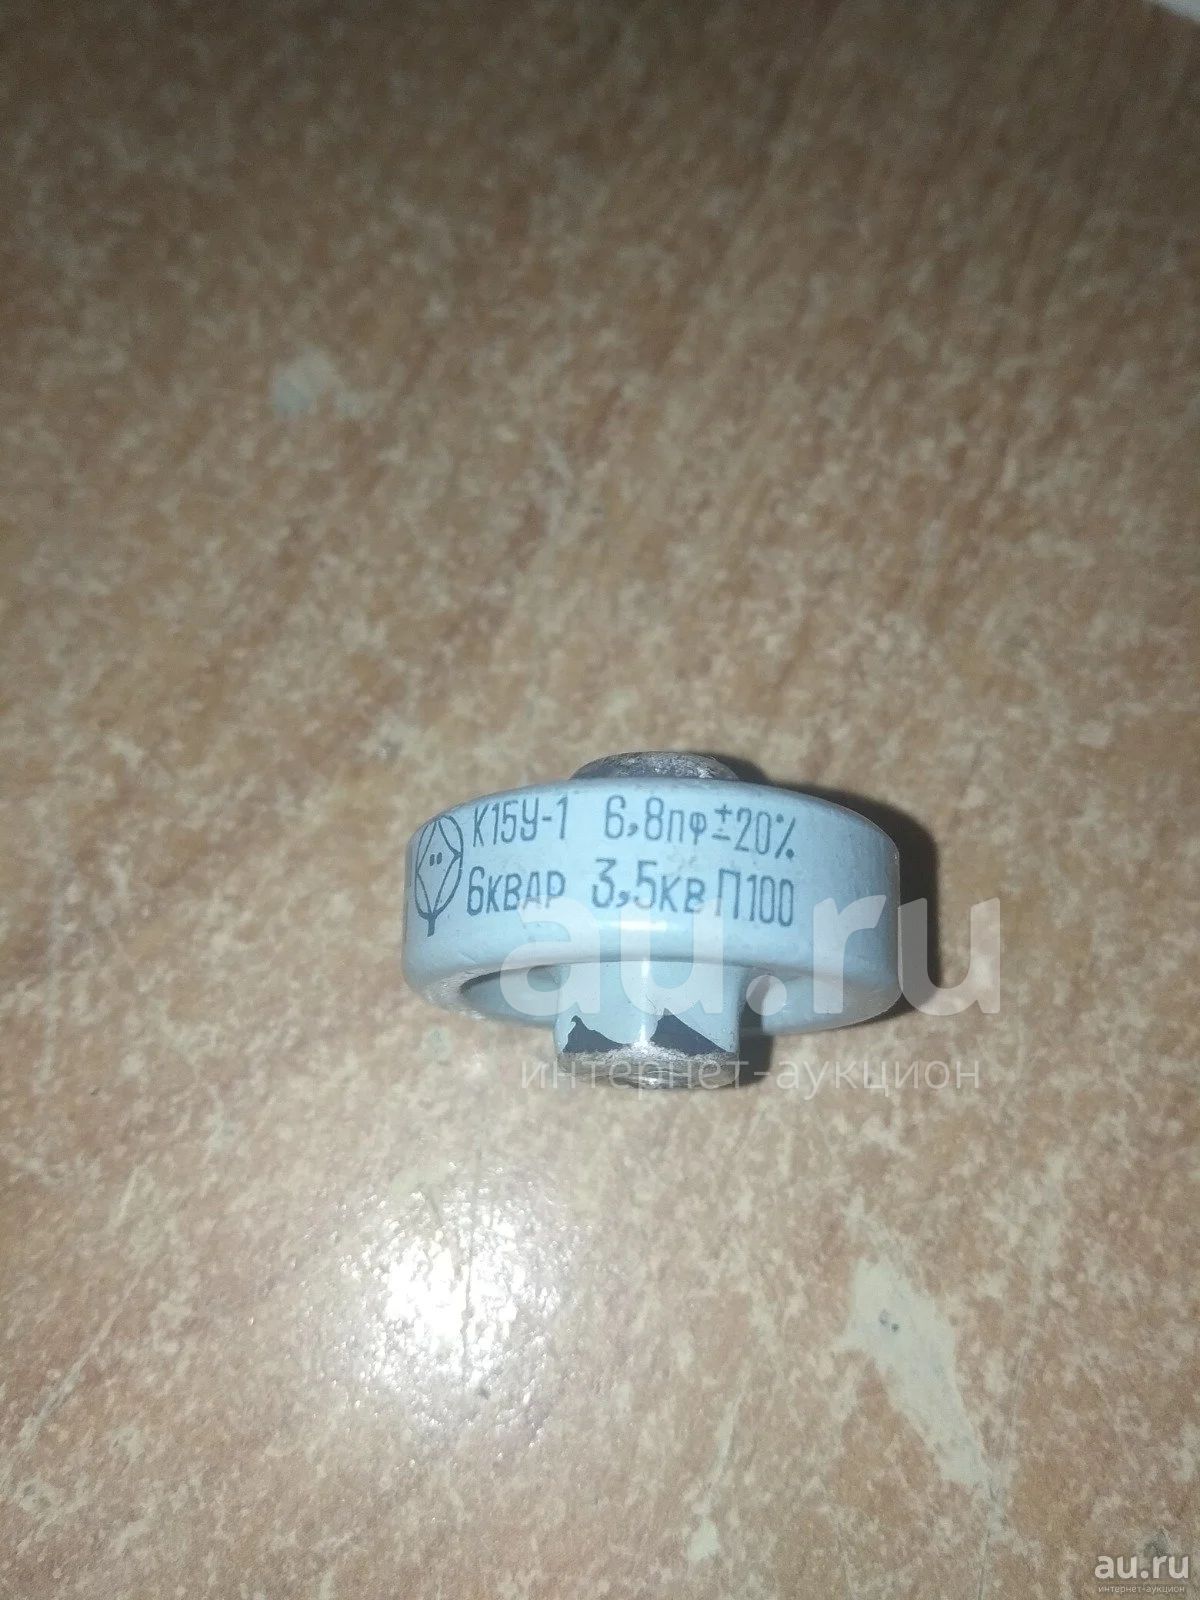 К15У-1 6,8пФ±20%
6кВАР 3,5кв П100
au.ru
интернет-аукцион
au.ru
интернет-аукцион